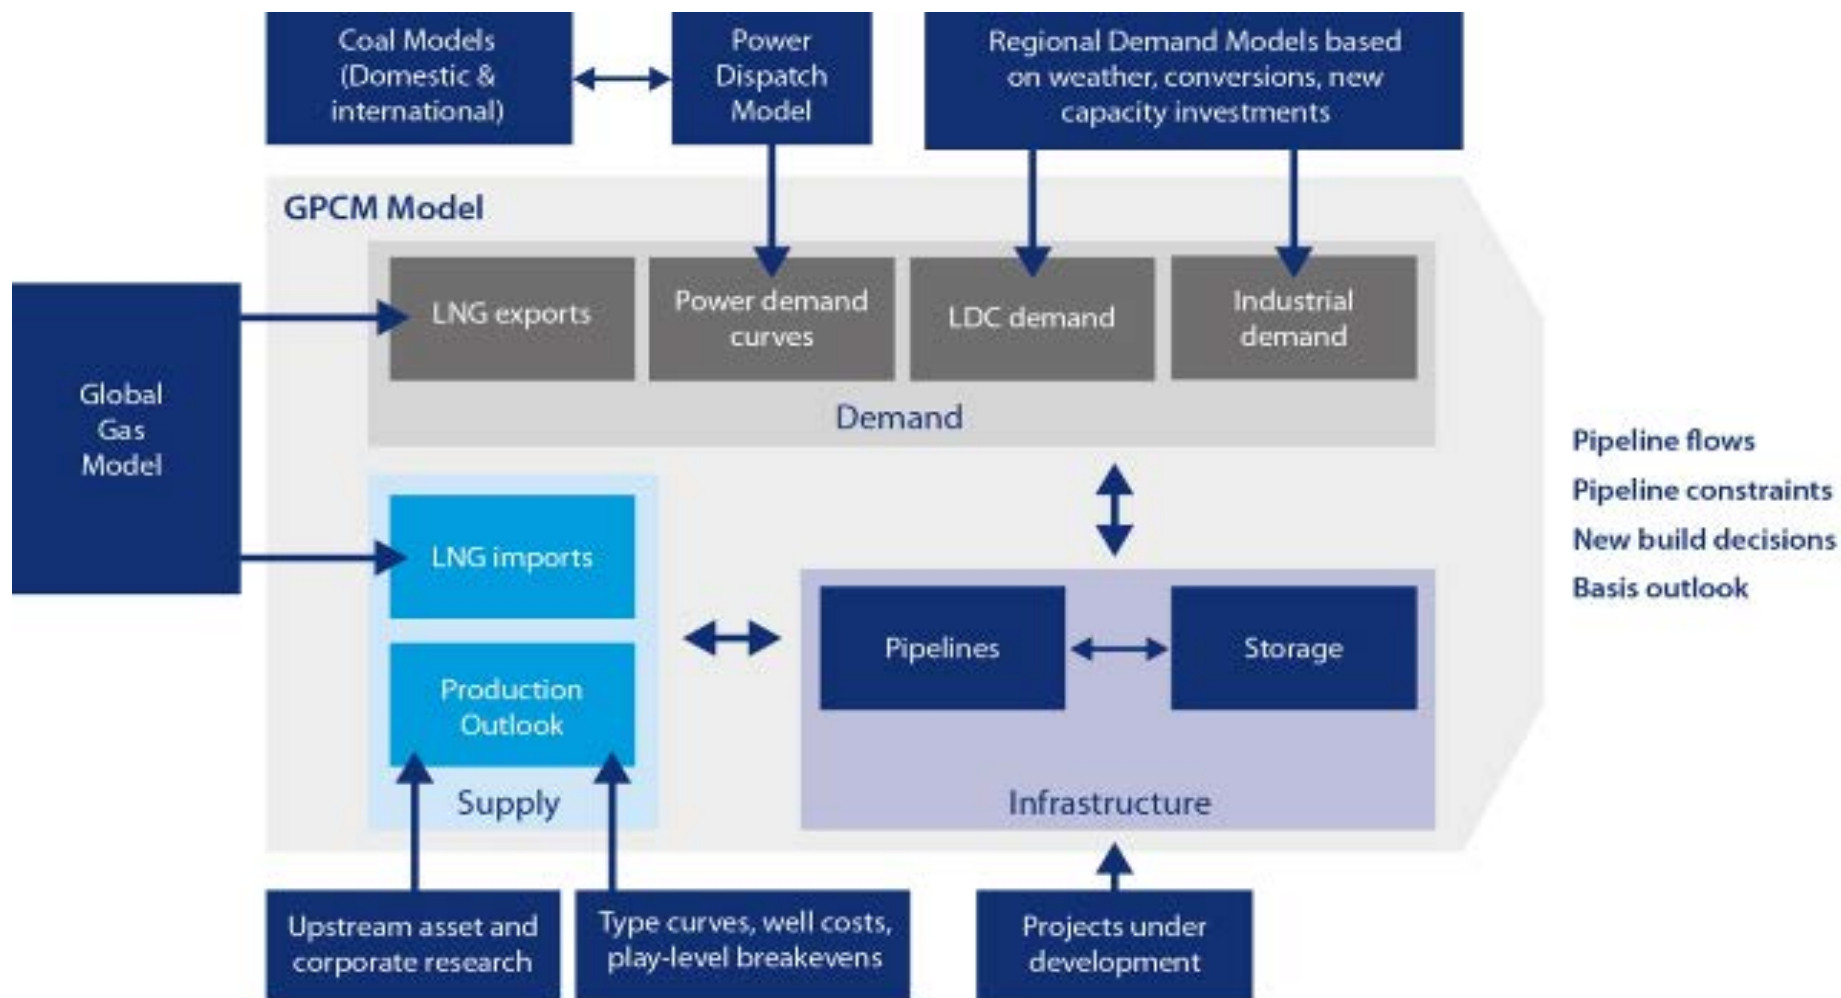 Coal Models
(Domestic &
international)
Power
Dispatch
Model
Regional Demand Models based
on weather, conversions, new
capacity investments
GPCM Model
Global
Gas
Model
LNG exports
Power demand
curves
LDC demand
Industrial
demand
Demand
LNG imports
Production
Outlook
Supply
Pipelines
Storage
Infrastructure
Pipeline flows
Pipeline constraints
New build decisions
Basis outlook
Upstream asset and
corporate research
Type curves, well costs,
play-level breakevens
Projects under
development